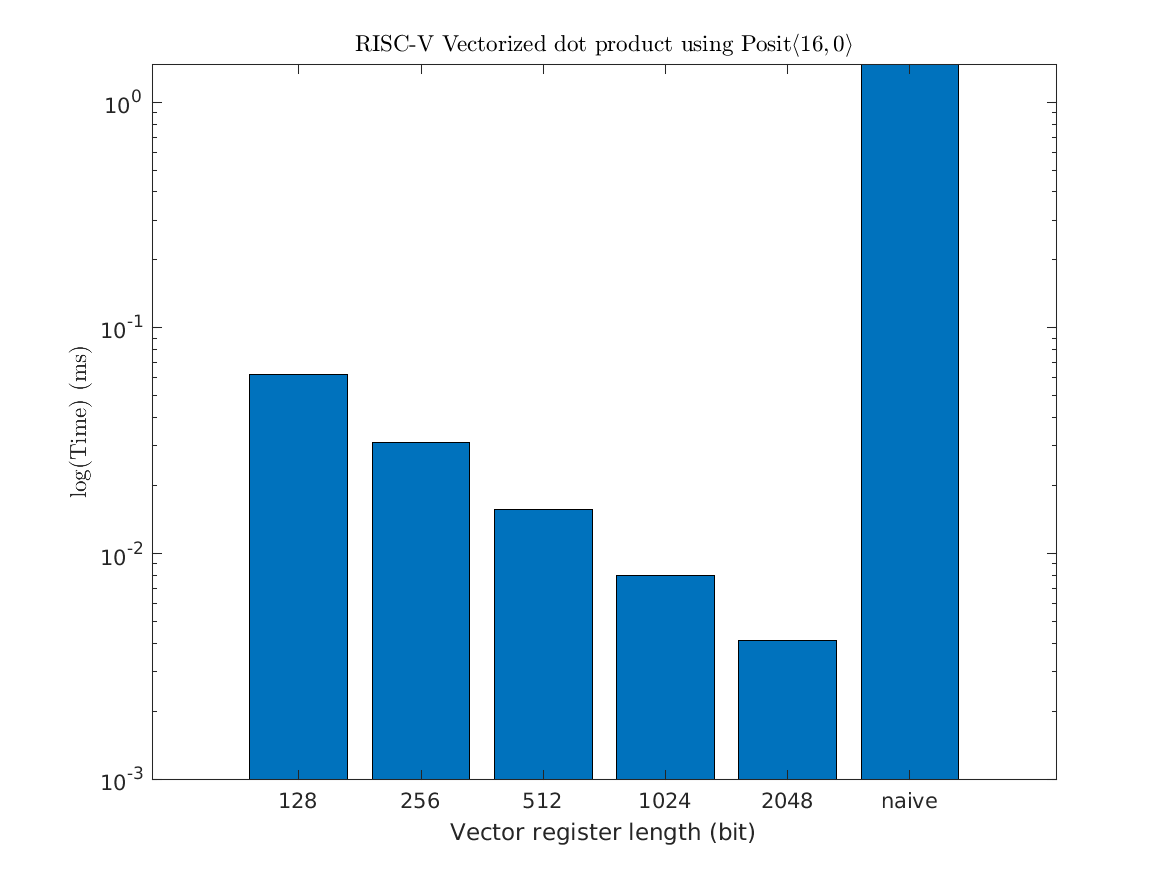 RISC-V Vectorized dot product using Posit⟨16, 0⟩
log(Time) (ms)
10^0
10^-1
10^-2
10^-3
128 256 512 1024 2048 naive
Vector register length (bit)